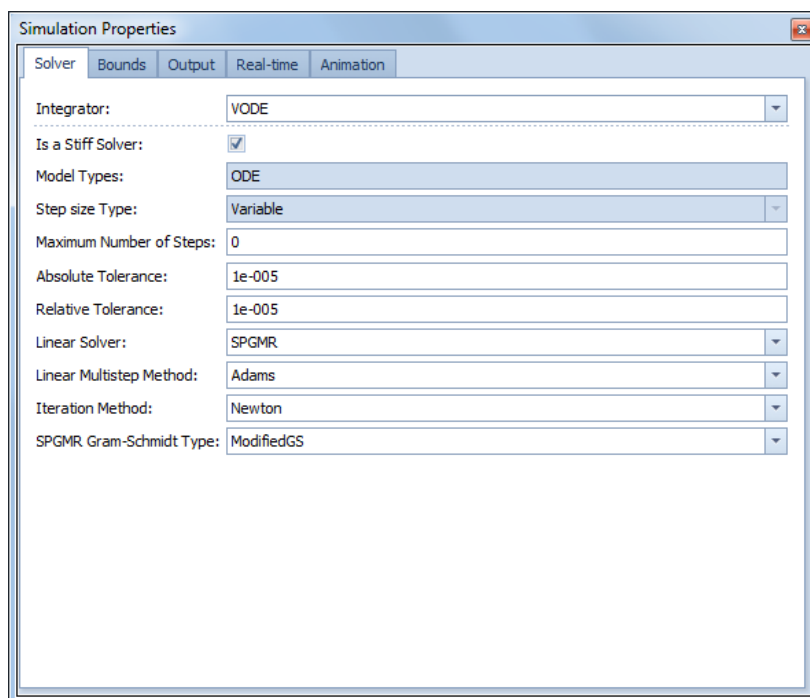 Simulation Properties
Solver Bounds Output Real-time Animation
Integrator: VODE
Is a Stiff Solver:
Model Types: ODE
Step size Type: Variable
Maximum Number of Steps: 0
Absolute Tolerance: 1e-005
Relative Tolerance: 1e-005
Linear Solver: SPGMR
Linear Multistep Method: Adams
Iteration Method: Newton
SPGMR Gram-Schmidt Type: ModifiedGS